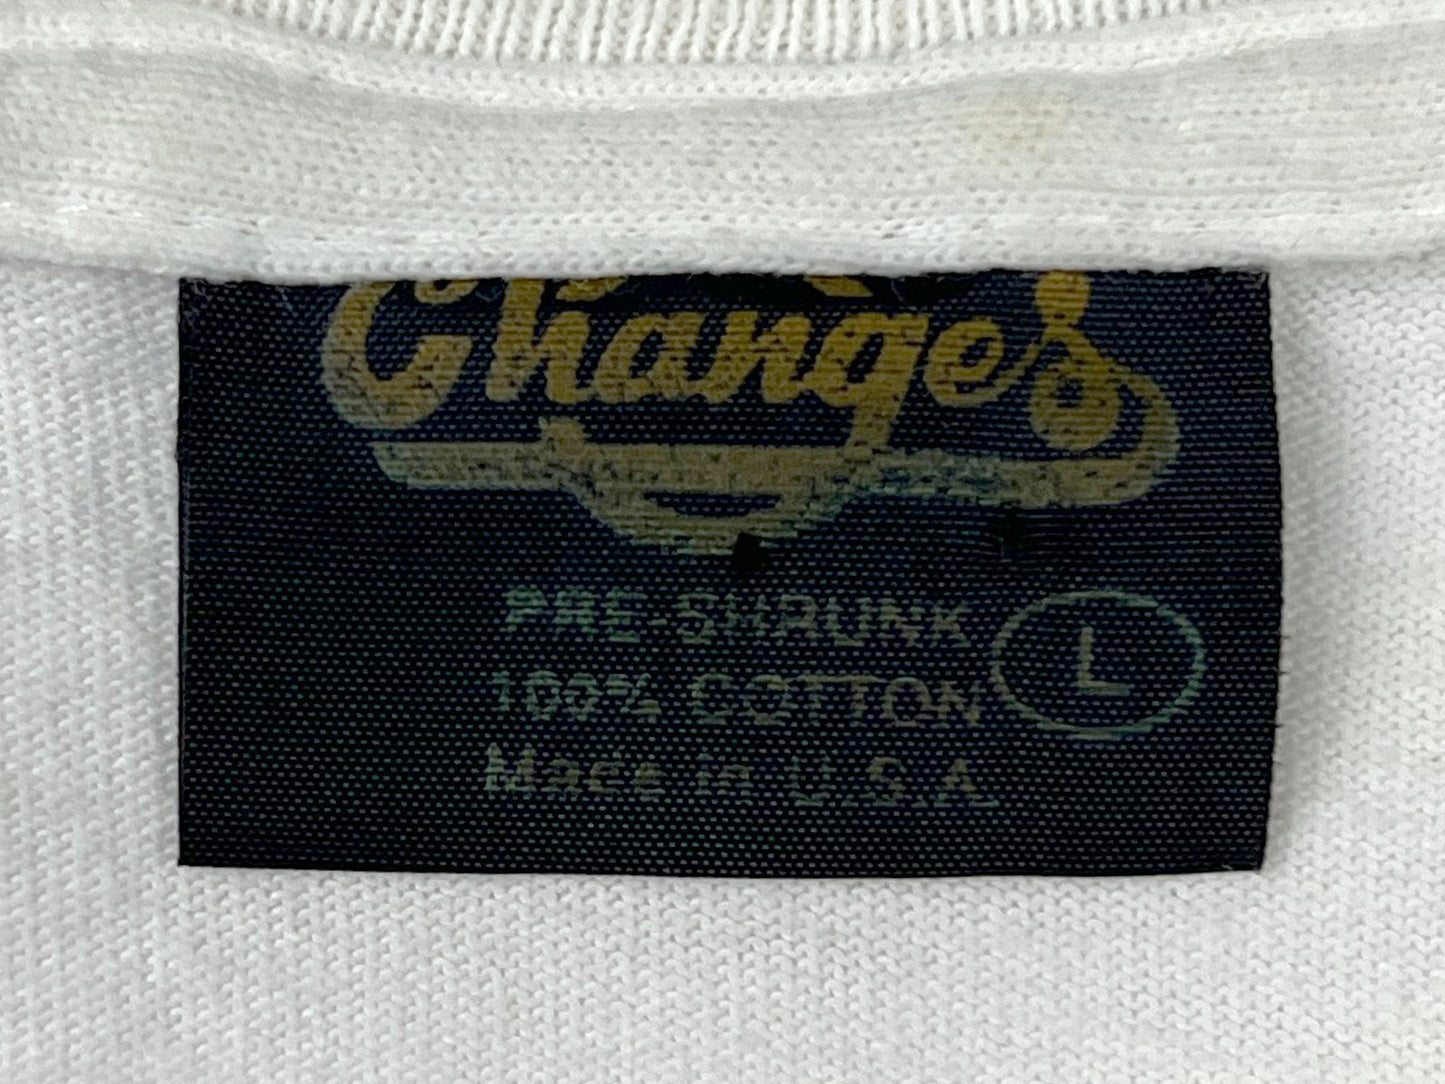 Changes
PRE-SHRUNK
100% COTTON
L
Made in U.S.A.